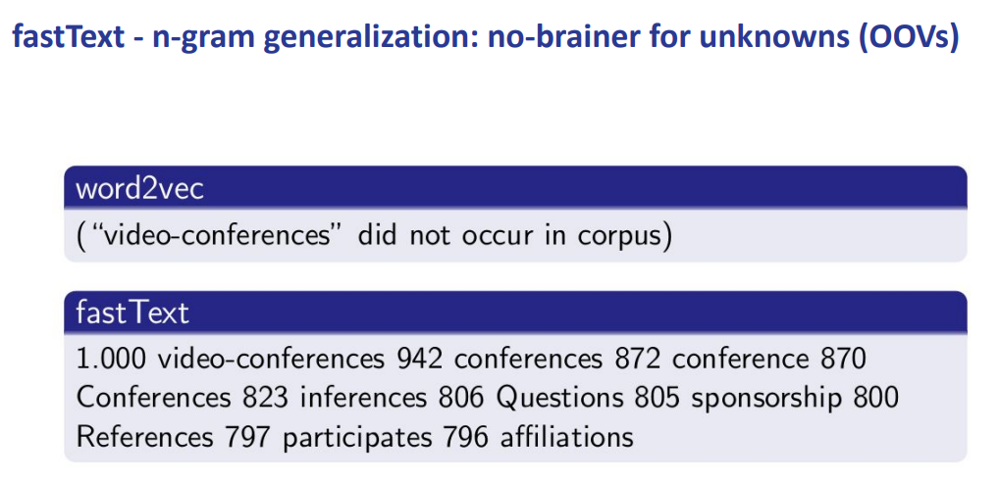 fastText - n-gram generalization: no-brainer for unknowns (OOVs)
word2vec
(“video-conferences” did not occur in corpus)
fastText
1.000 video-conferences 942 conferences 872 conference 870
Conferences 823 inferences 806 Questions 805 sponsorship 800
References 797 participates 796 affiliations